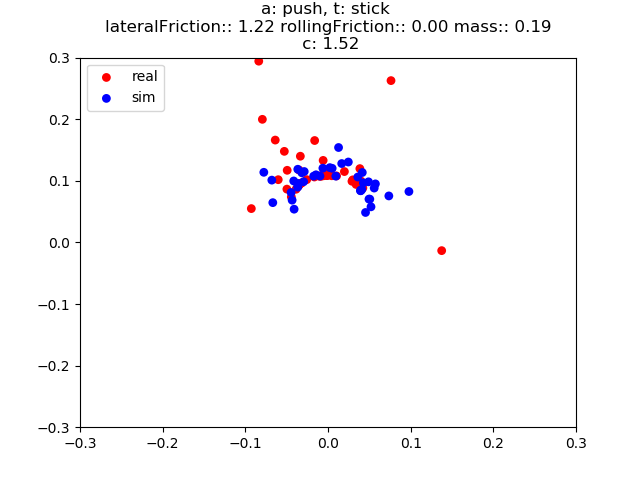 a: push, t: stick
lateralFriction:: 1.22 rollingFriction:: 0.00 mass:: 0.19
c: 1.52
real
sim
0.3
0.2
0.1
0.0
−0.1
−0.2
−0.3
−0.3
−0.2
−0.1
0.0
0.1
0.2
0.3